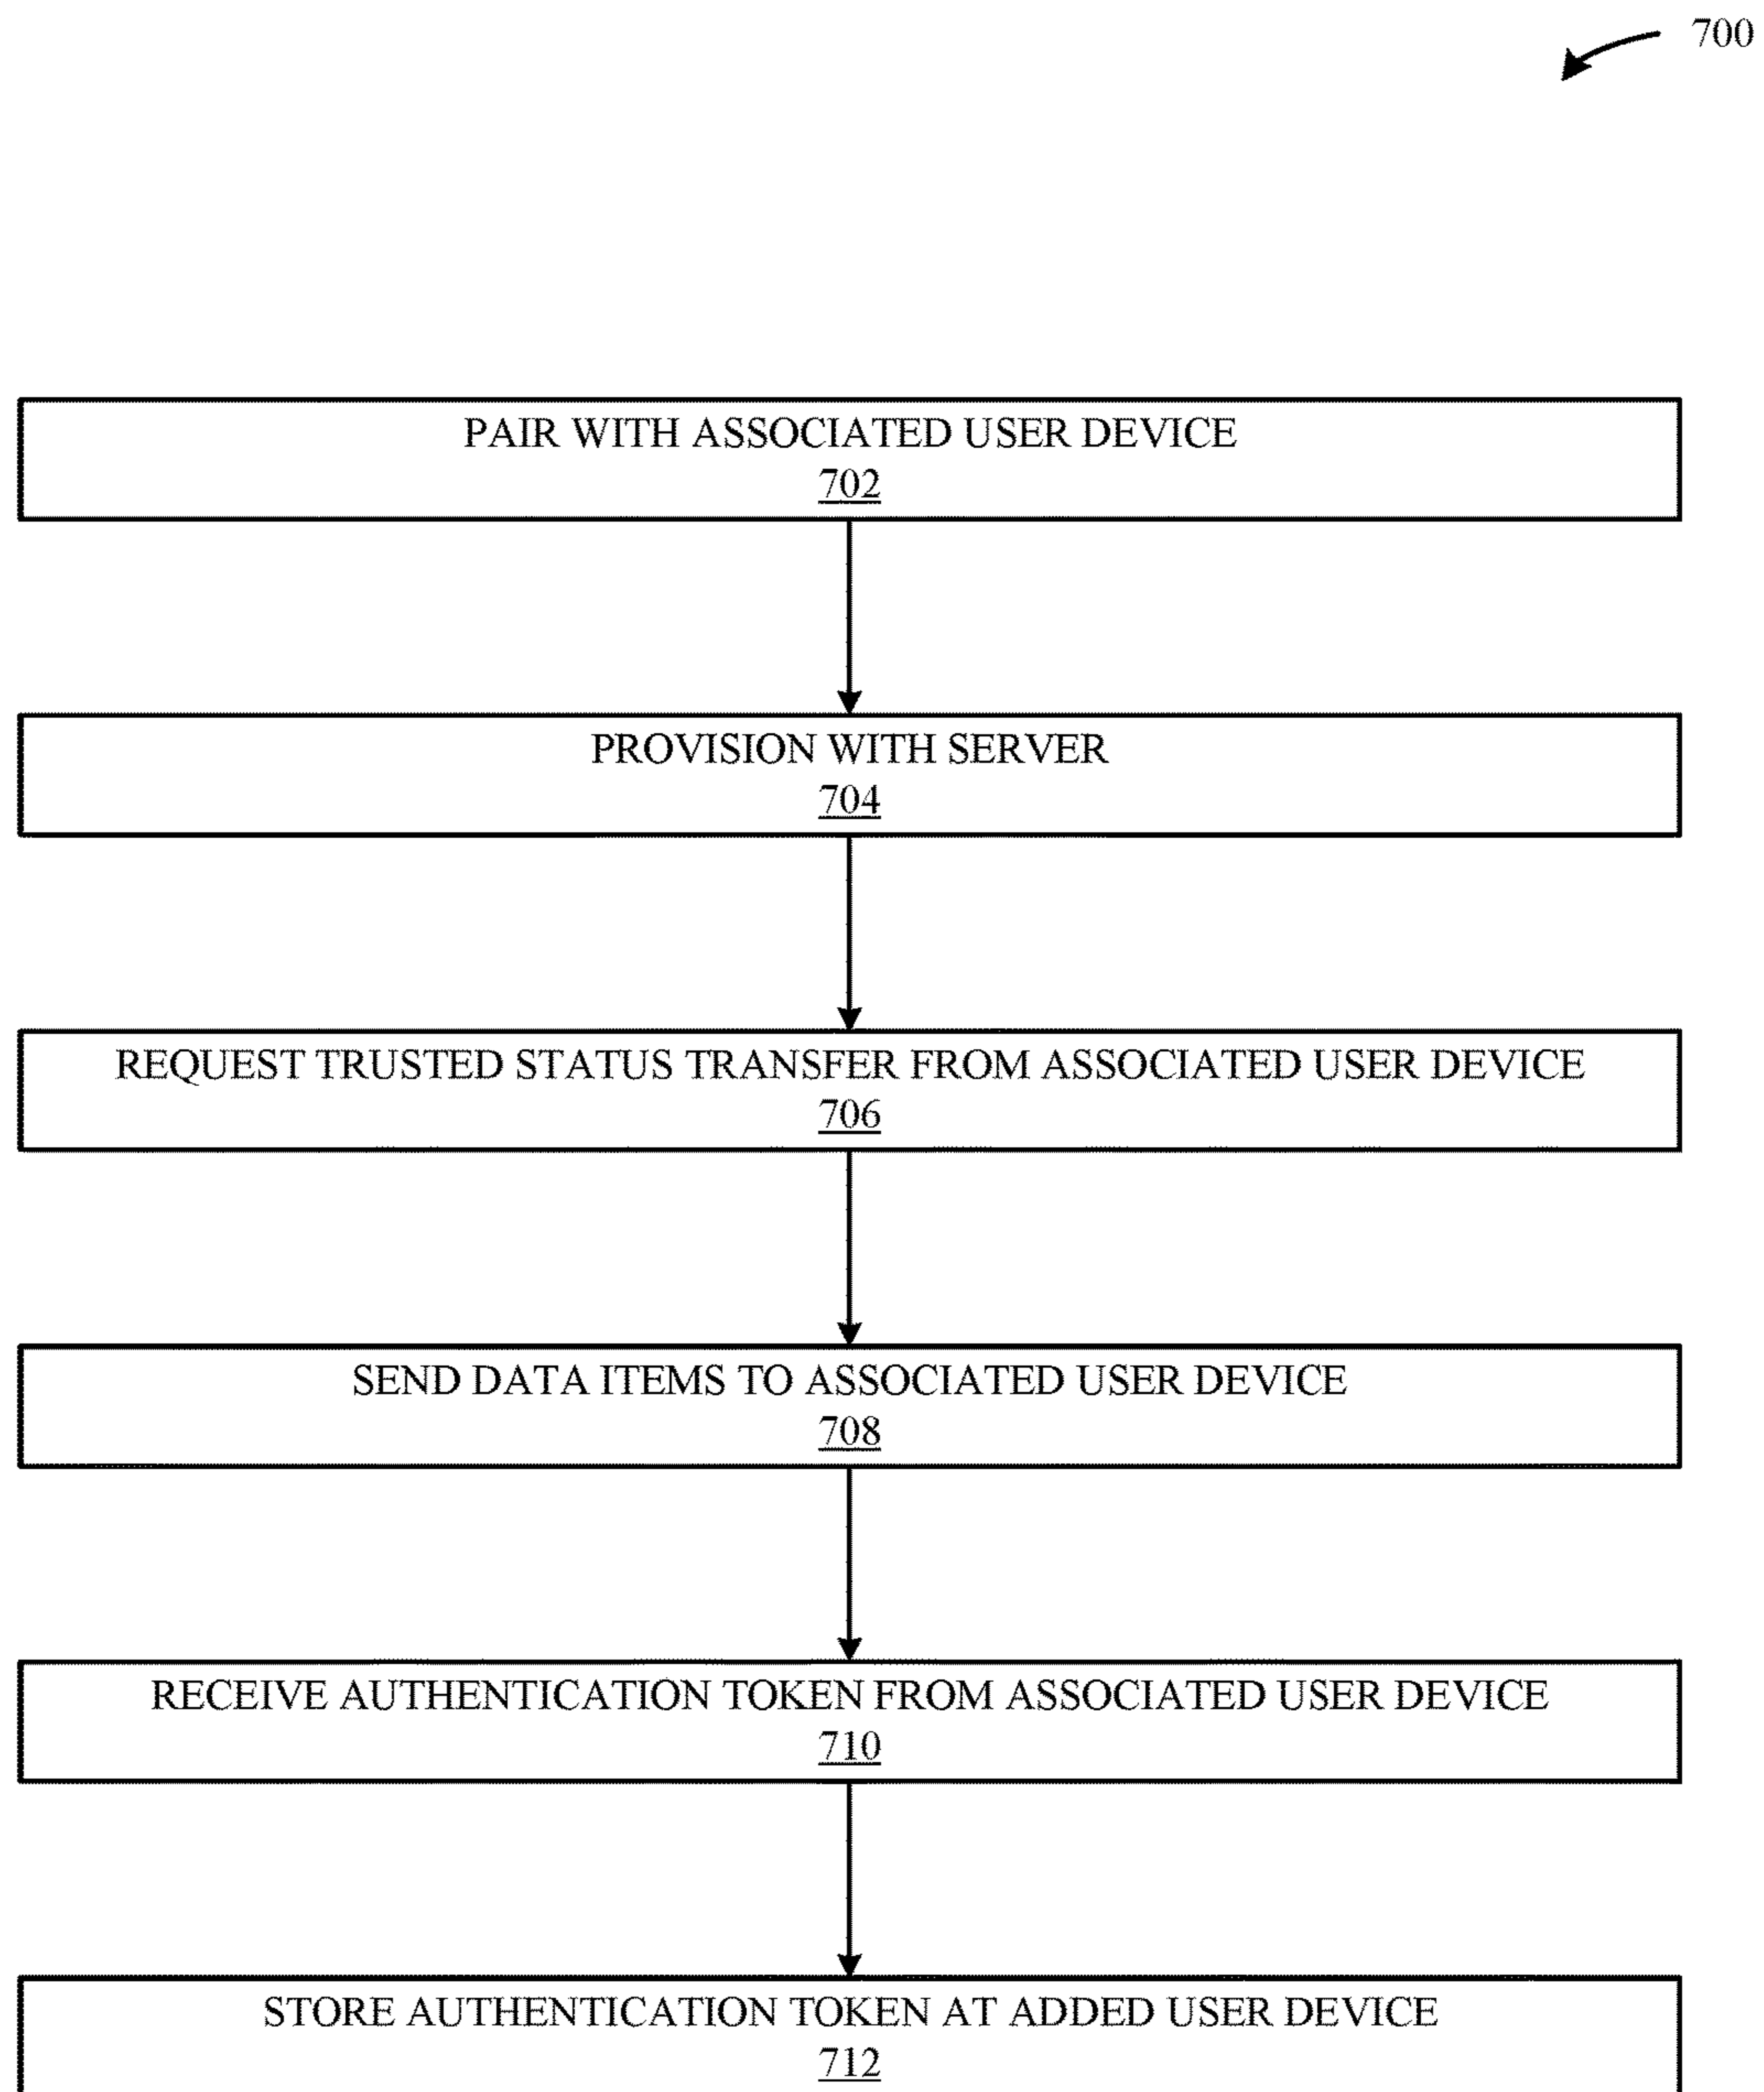 700
PAIR WITH ASSOCIATED USER DEVICE
702
PROVISION WITH SERVER
704
REQUEST TRUSTED STATUS TRANSFER FROM ASSOCIATED USER DEVICE
706
SEND DATA ITEMS TO ASSOCIATED USER DEVICE
708
RECEIVE AUTHENTICATION TOKEN FROM ASSOCIATED USER DEVICE
710
STORE AUTHENTICATION TOKEN AT ADDED USER DEVICE
712